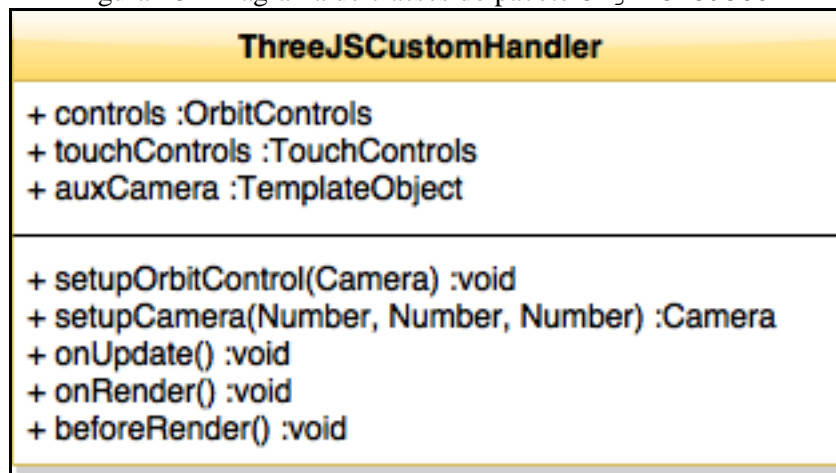 ThreeJSCustomHandler
+ controls :OrbitControls
+ touchControls :TouchControls
+ auxCamera :TemplateObject
+ setupOrbitControl(Camera) :void
+ setupCamera(Number, Number, Number) :Camera
+ onUpdate() :void
+ onRender() :void
+ beforeRender() :void